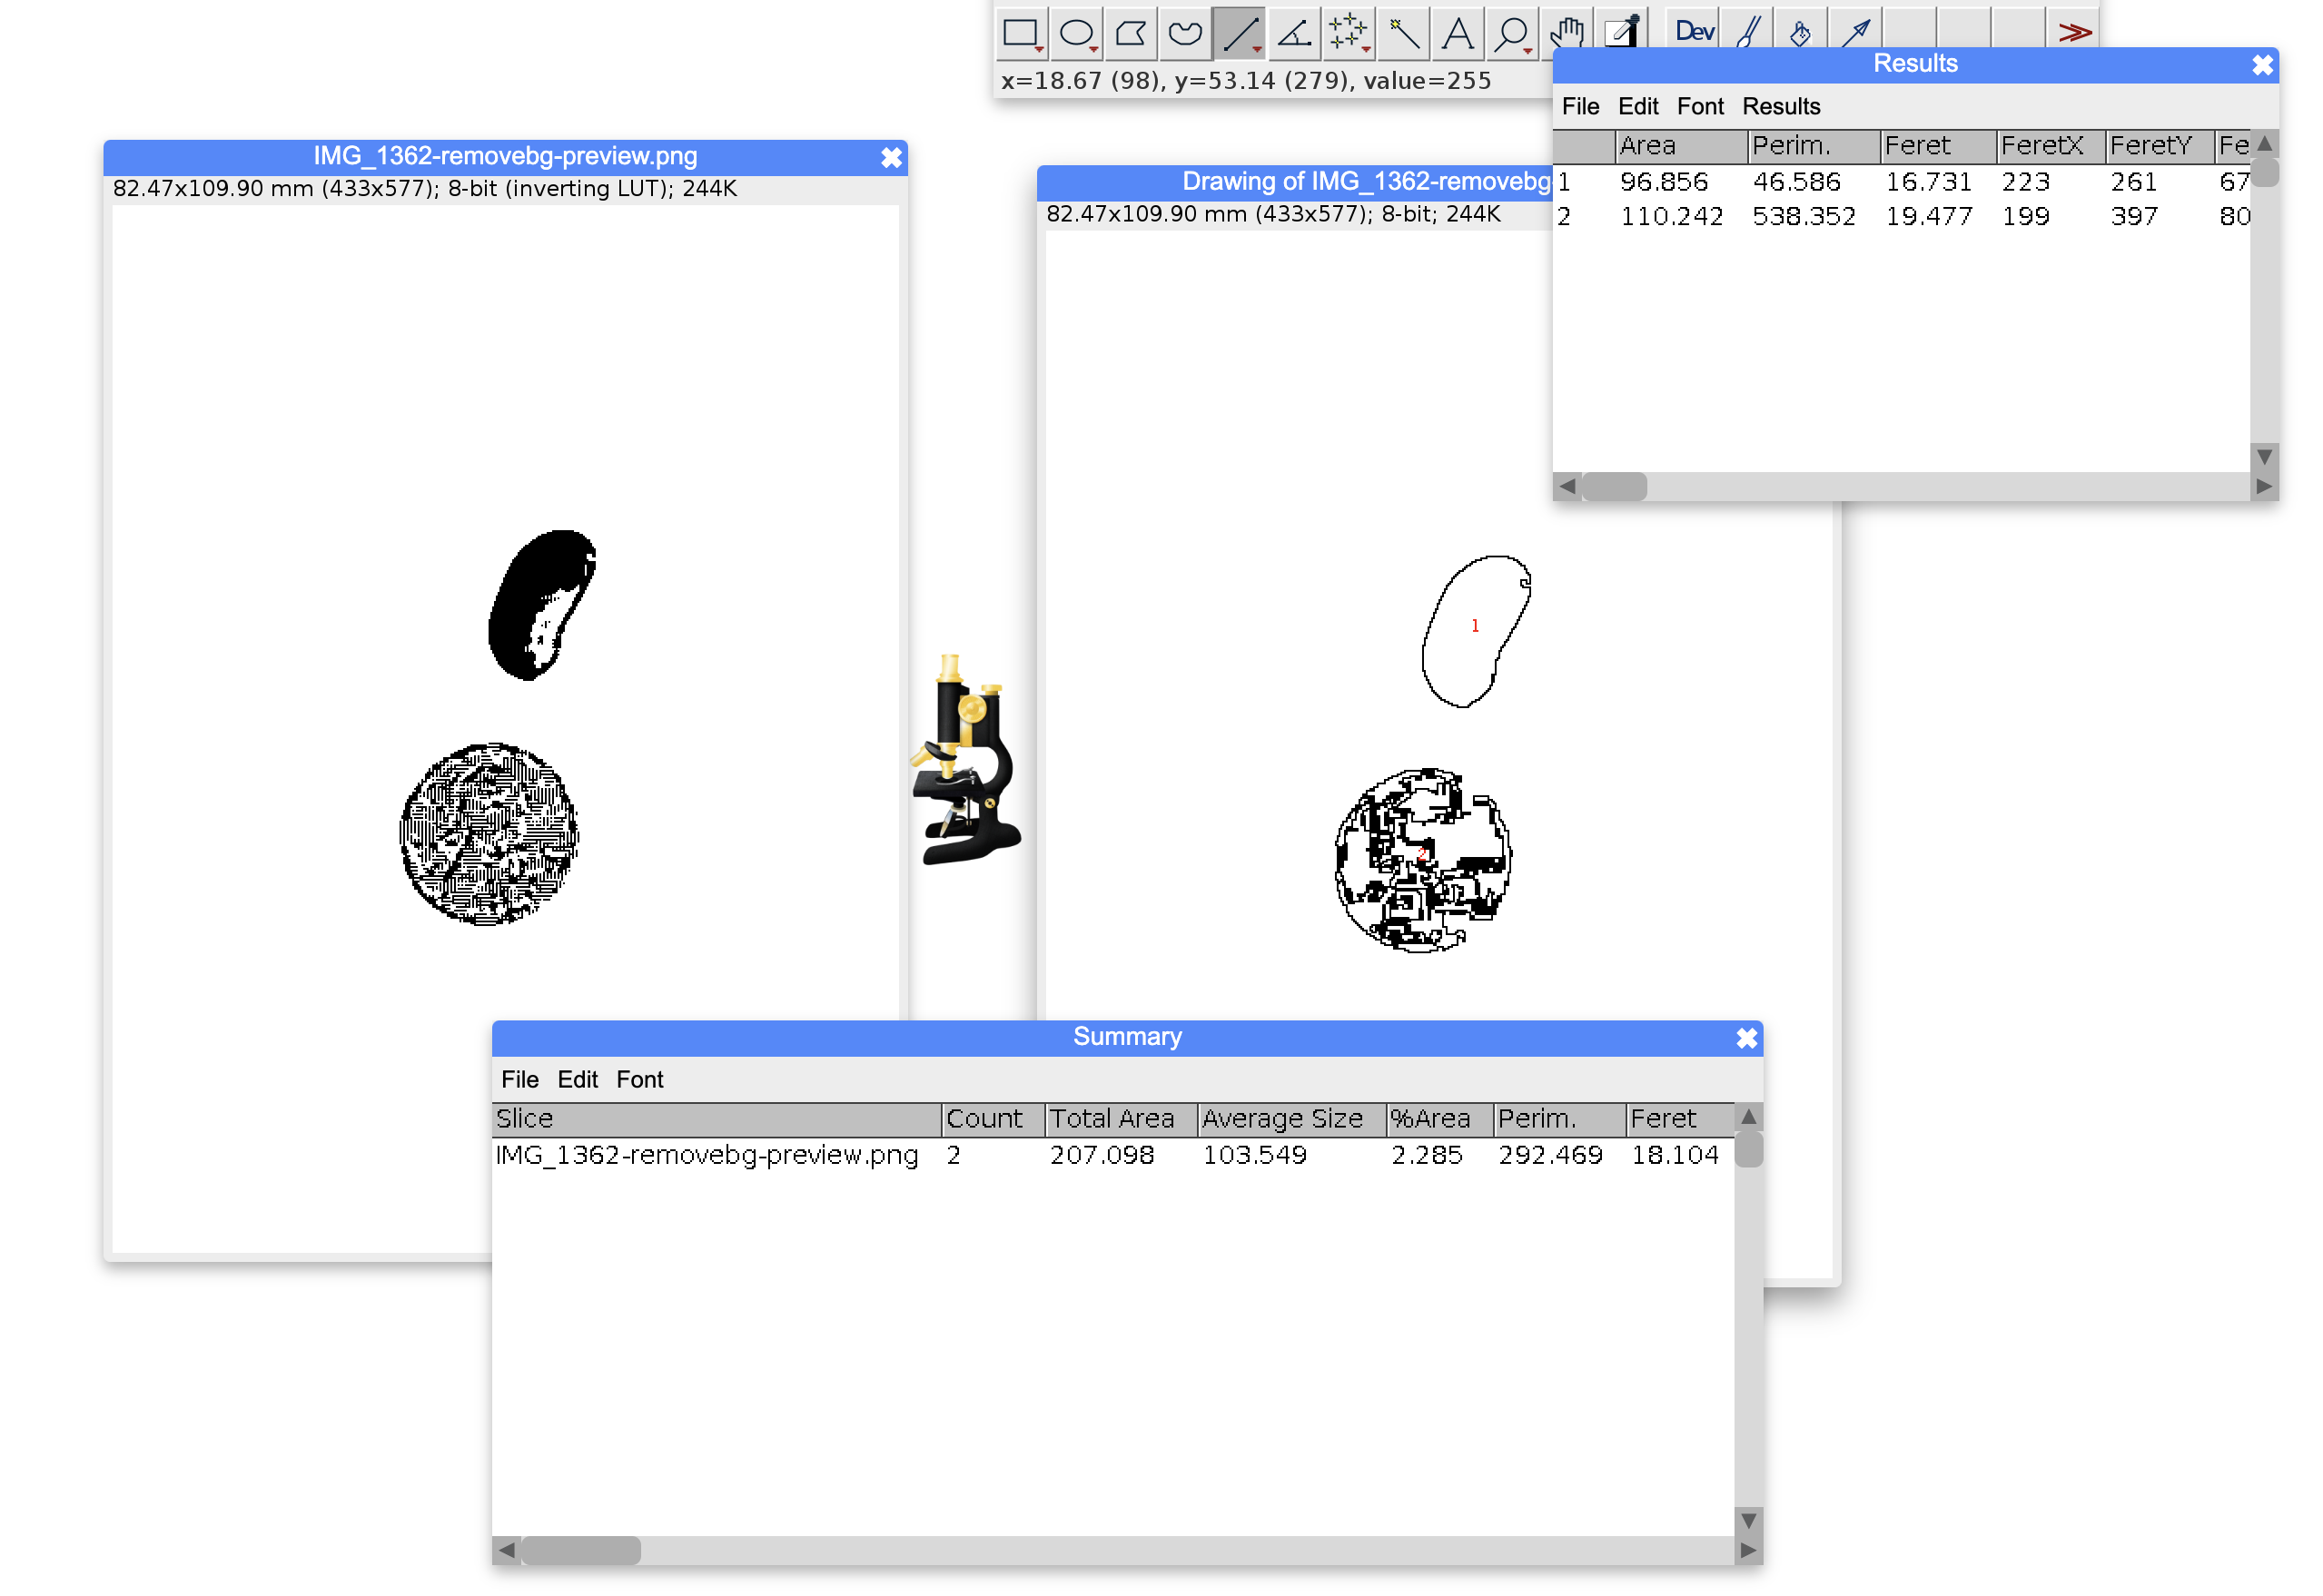 Dev
x=18.67 (98), y=53.14 (279), value=255
Results
File Edit Font Results
Area Perim. Feret FeretX FeretY Fe
1 96.856 46.586 16.731 223 261 67
2 110.242 538.352 19.477 199 397 80
IMG_1362-removebg-preview.png
82.47x109.90 mm (433x577); 8-bit (inverting LUT); 244K
Drawing of IMG_1362-removebg-
82.47x109.90 mm (433x577); 8-bit; 244K
1
2
Summary
File Edit Font
Slice Count Total Area Average Size %Area Perim. Feret
IMG_1362-removebg-preview.png 2 207.098 103.549 2.285 292.469 18.104